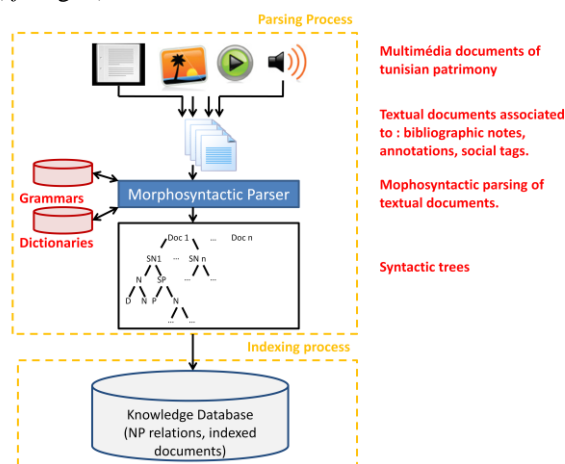 Parsing Process
Multimédia documents of
tunisian patrimony
Textual documents associated
to : bibliographic notes,
annotations, social tags.
Grammars
Morphosyntactic Parser
Mophosyntactic parsing of
textual documents.
Dictionaries
Doc 1 ... Doc n
SN1 ... SN n
N SP ... ...
D N P N
... ...
Syntactic trees
Indexing process
Knowledge Database
(NP relations, indexed
documents)